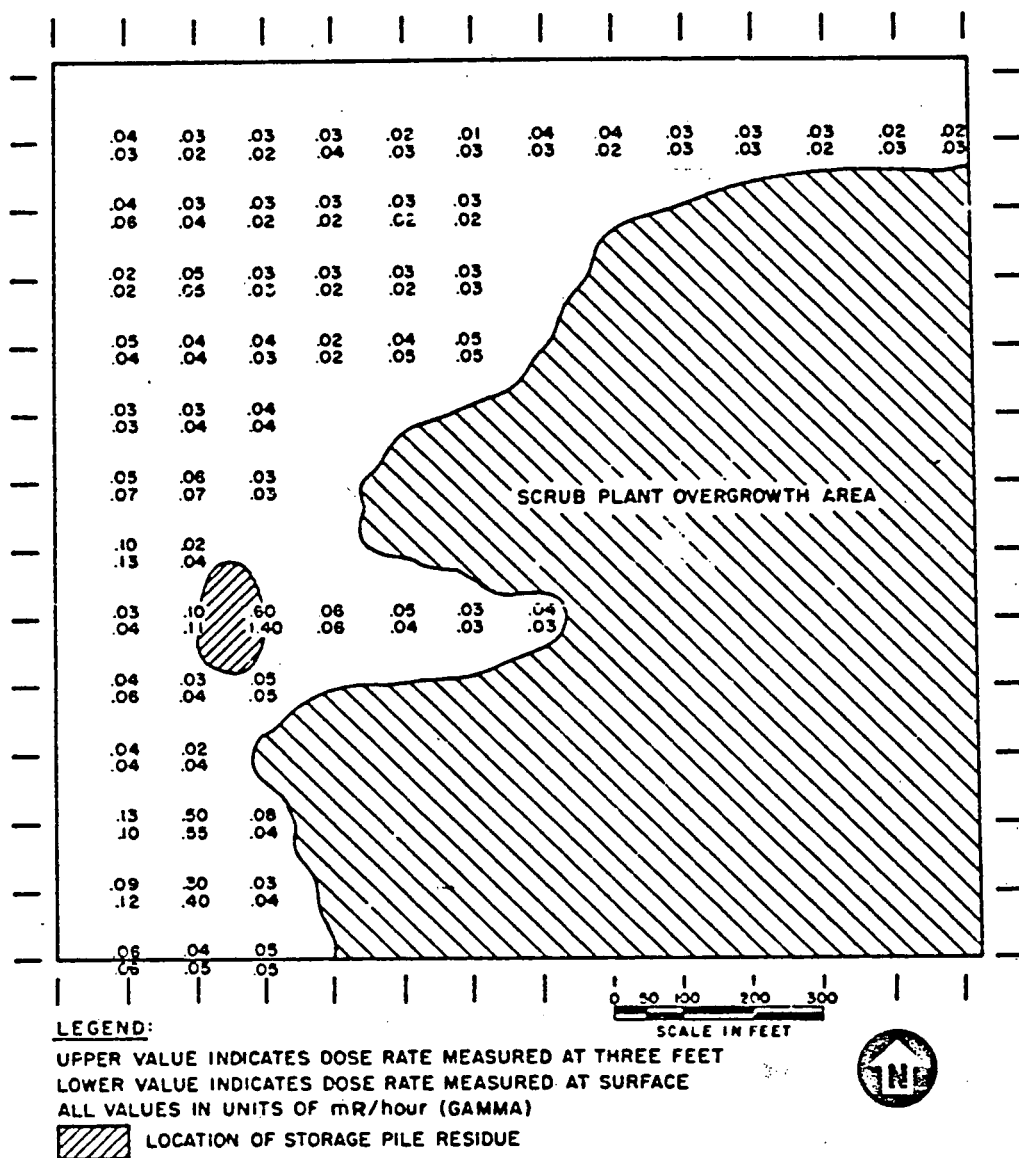 .04 .03 .03 .03 .02 .01 .04 .04 .03 .03 .03 .02 .02
.03 .02 .02 .04 .03 .03 .03 .02 .03 .03 .02 .03 .03
.04 .03 .03 .03 .03 .03
.06 .04 .02 .02 .02 .02
.02 .05 .03 .03 .03 .03
.02 .05 .03 .02 .02 .03
.05 .04 .04 .02 .04 .05
.04 .04 .03 .02 .05 .05
.03 .03 .04
.03 .04 .04
.05 .06 .03
.07 .07 .03
SCRUB PLANT OVERGROWTH AREA
.10 .02
.13 .04
.03 .10 .60 .06 .05 .03 .04
.04 .11 1.40 .06 .04 .03 .03
.04 .03 .05
.06 .04 .05
.04 .02
.04 .04
.13 .50 .08
.10 .55 .04
.09 .30 .03
.12 .40 .04
.06 .04 .05
.06 .05 .05
0 50 100 200 300
SCALE IN FEET
LEGEND:
UPPER VALUE INDICATES DOSE RATE MEASURED AT THREE FEET
LOWER VALUE INDICATES DOSE RATE MEASURED AT SURFACE
ALL VALUES IN UNITS OF mR/hour (GAMMA)
LOCATION OF STORAGE PILE RESIDUE
N